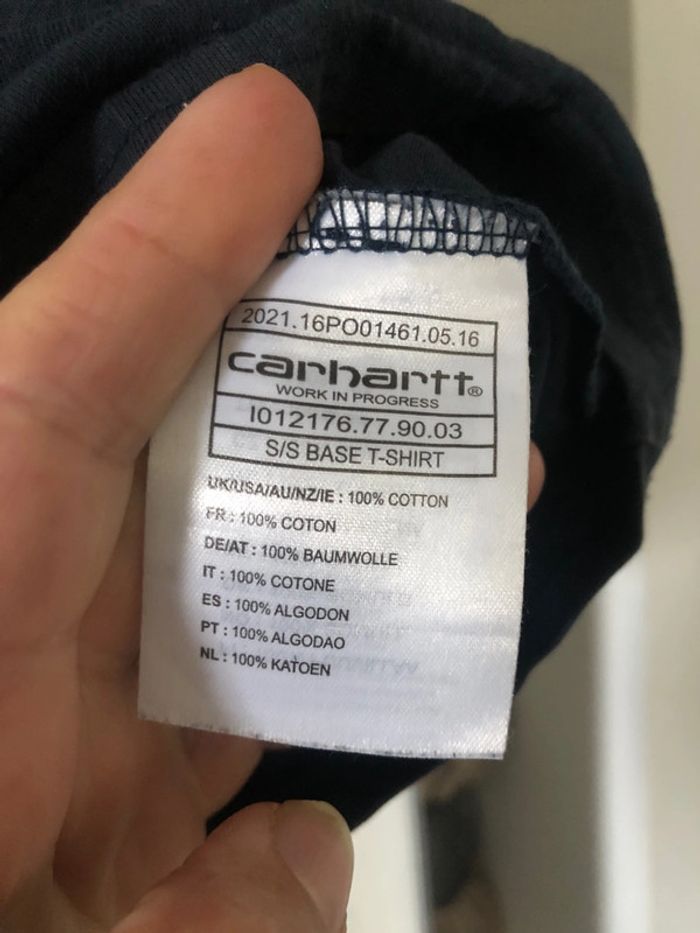 2021.16PO01461.05.16
carhartt®
WORK IN PROGRESS
I012176.77.90.03
S/S BASE T-SHIRT
UK/USA/AU/NZ/IE : 100% COTTON
FR : 100% COTON
DE/AT : 100% BAUMWOLLE
IT : 100% COTONE
ES : 100% ALGODON
PT : 100% ALGODAO
NL : 100% KATOEN